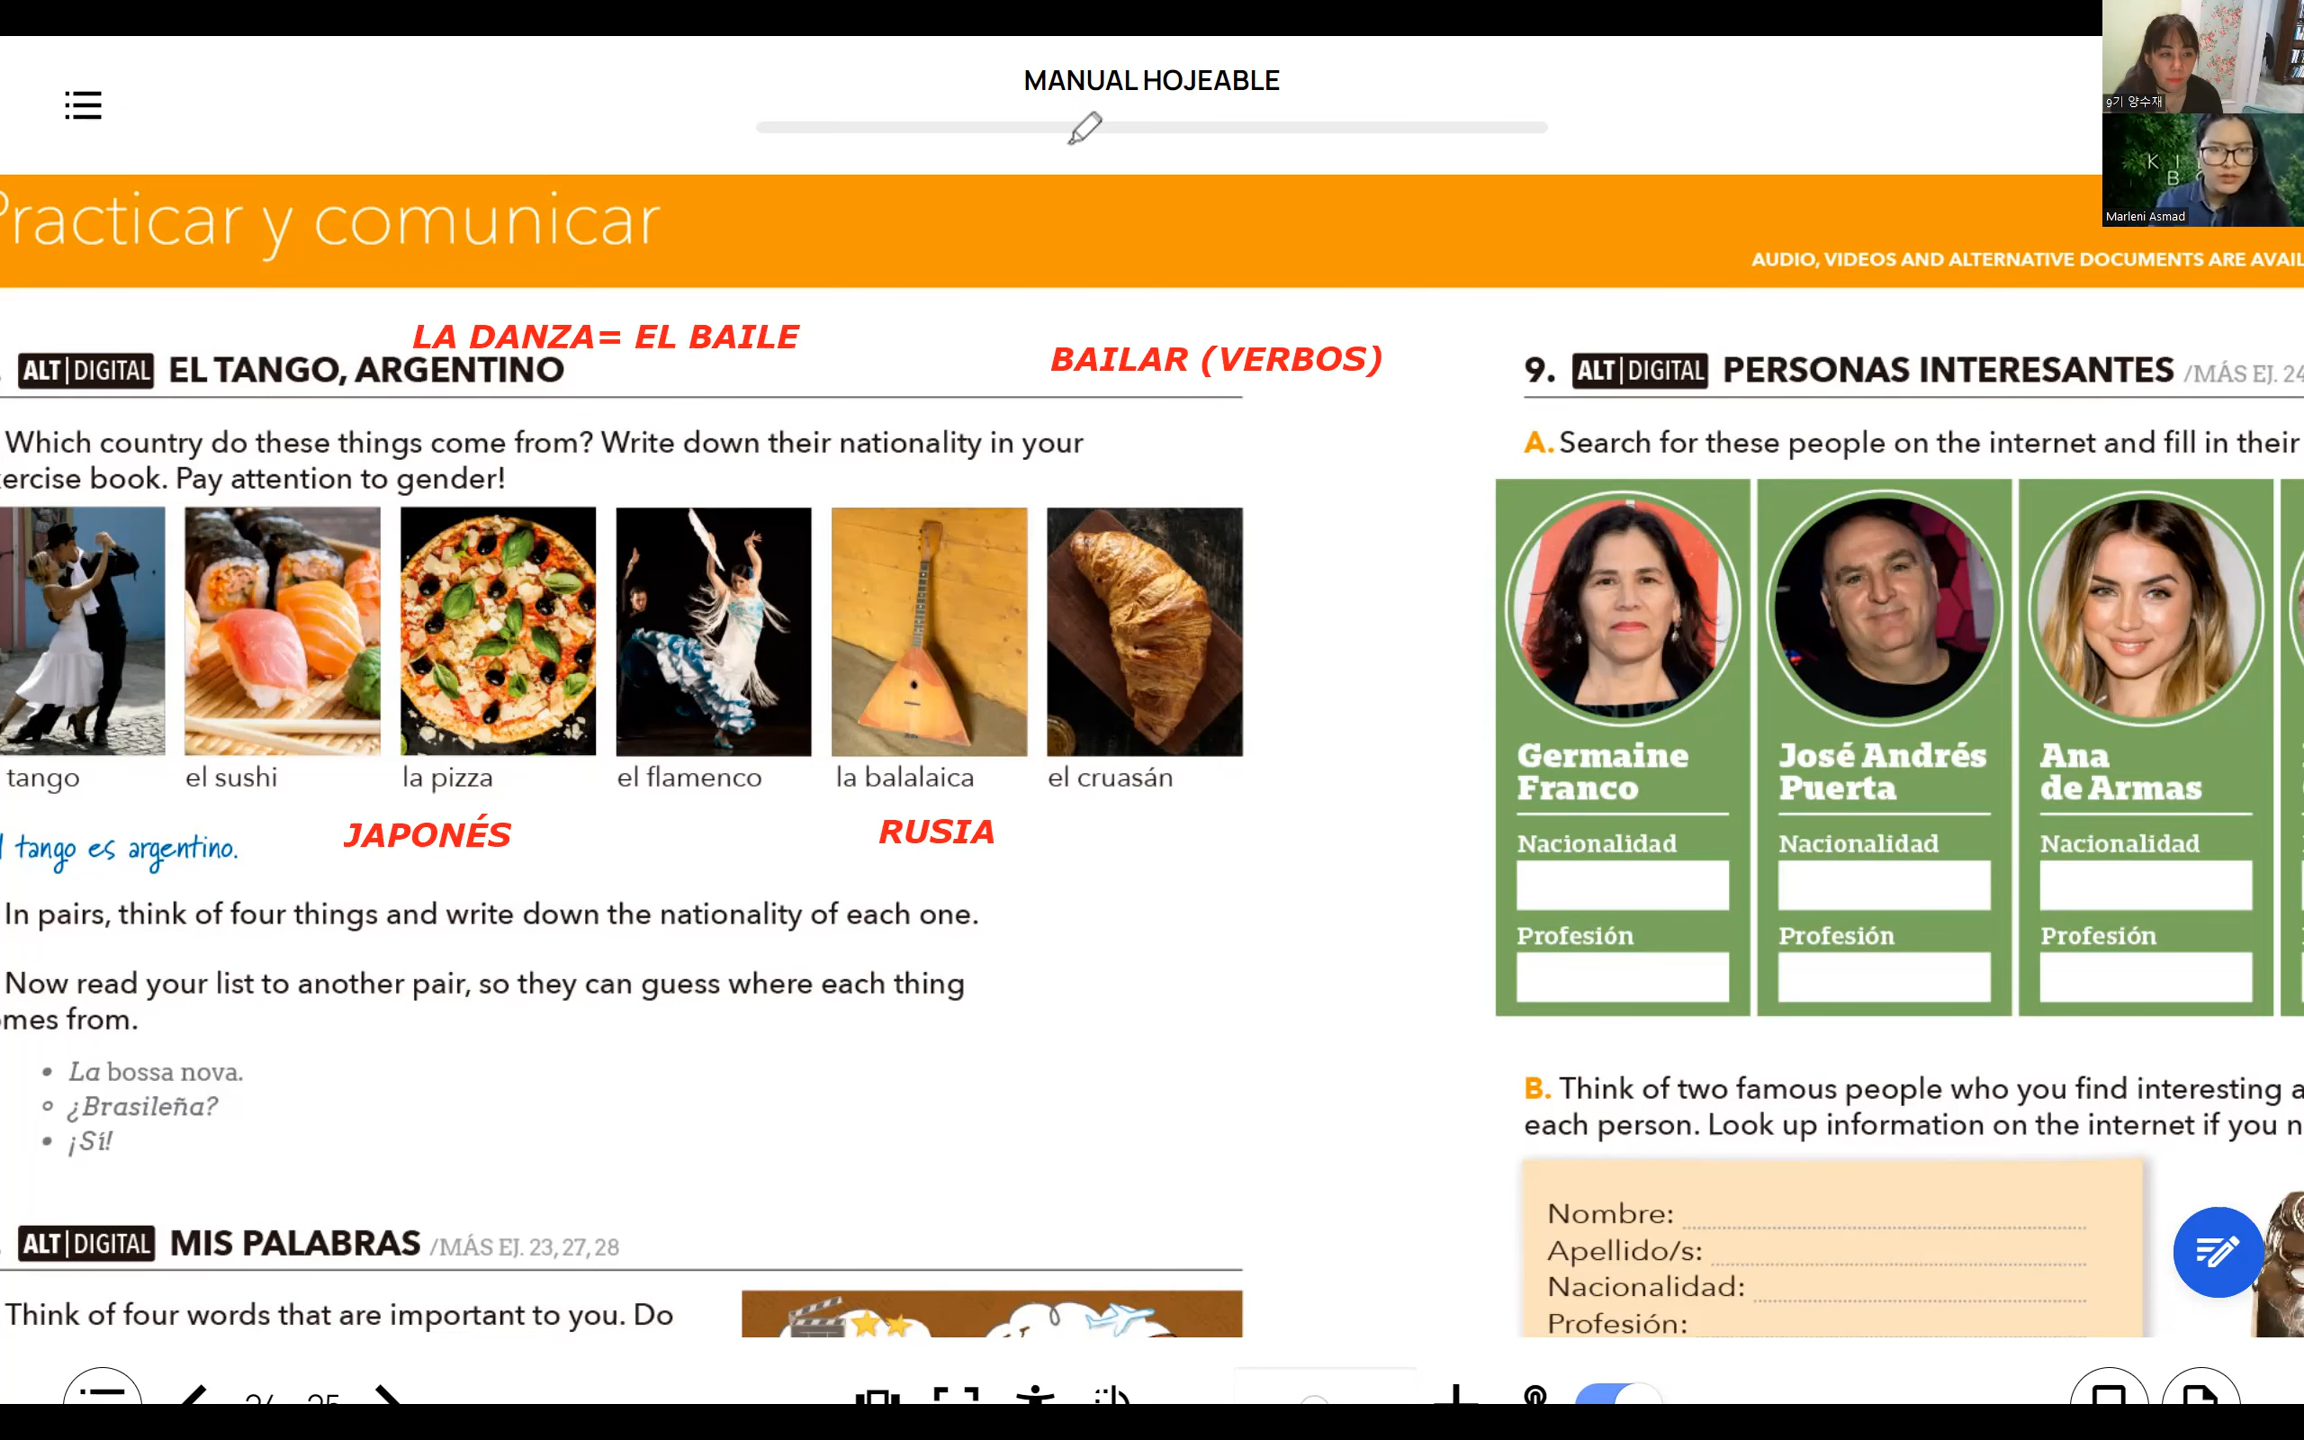 MANUAL HOJEABLE
9기 양수재
Marleni Asmad
Practicar y comunicar
AUDIO, VIDEOS AND ALTERNATIVE DOCUMENTS ARE
LA DANZA= EL BAILE
BAILAR (VERBOS)
ALT|DIGITAL EL TANGO, ARGENTINO
Which country do these things come from? Write down their nationality in your
ercise book. Pay attention to gender!
tango
el sushi
la pizza
el flamenco
la balalaica
el cruasán
JAPONÉS
RUSIA
l tango es argentino.
In pairs, think of four things and write down the nationality of each one.
Now read your list to another pair, so they can guess where each thing
mes from.
• La bossa nova.
◦ ¿Brasileña?
• ¡Sí!
ALT|DIGITAL MIS PALABRAS /MÁS EJ. 23, 27, 28
Think of four words that are important to you. Do
9. ALT|DIGITAL PERSONAS INTERESANTES /MÁS EJ. 24
A. Search for these people on the internet and fill in their
Germaine
Franco
Nacionalidad
Profesión
José Andrés
Puerta
Nacionalidad
Profesión
Ana
de Armas
Nacionalidad
Profesión
B. Think of two famous people who you find interesting a
each person. Look up information on the internet if you n
Nombre:
Apellido/s:
Nacionalidad:
Profesión: